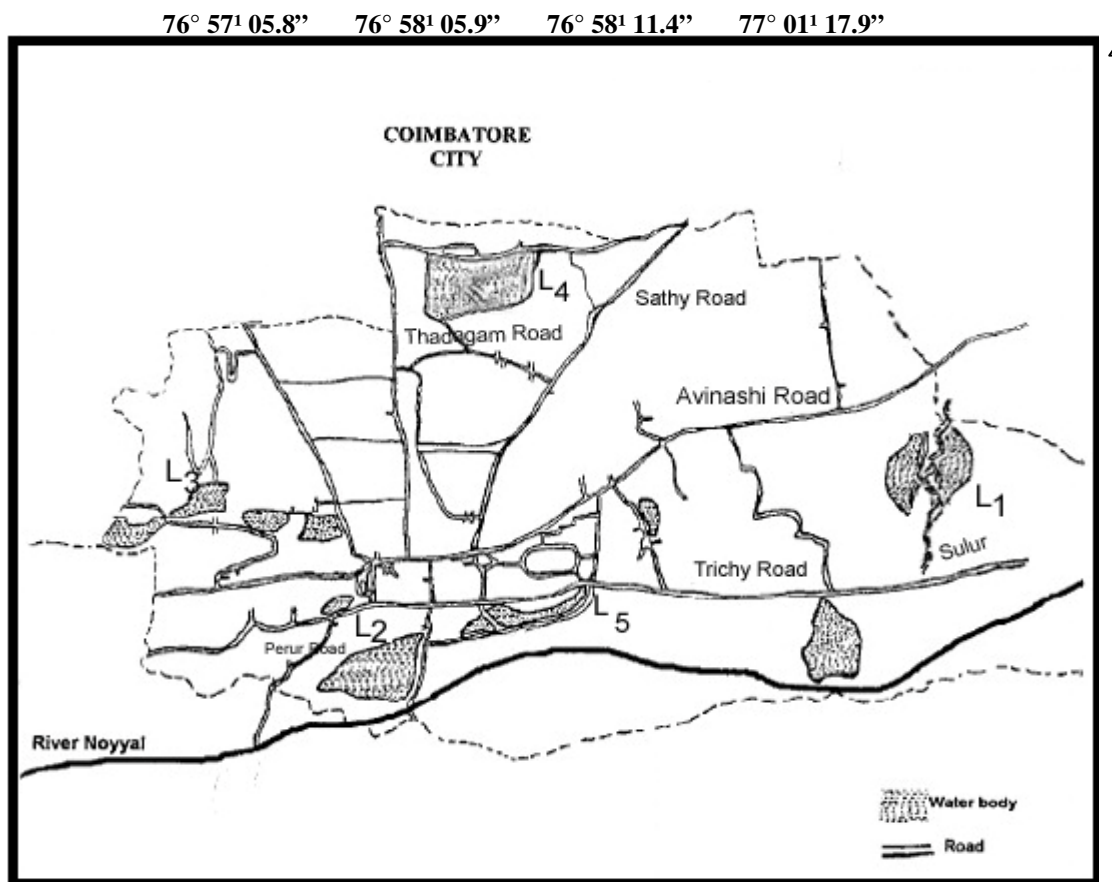 76° 57¹ 05.8” 76° 58¹ 05.9” 76° 58¹ 11.4” 77° 01¹ 17.9”
COIMBATORE
CITY
L4
Sathy Road
Thadagam Road
Avinashi Road
L3
L1
Sulur
Trichy Road
L5
L2
Perur Road
River Noyyal
Water body
Road